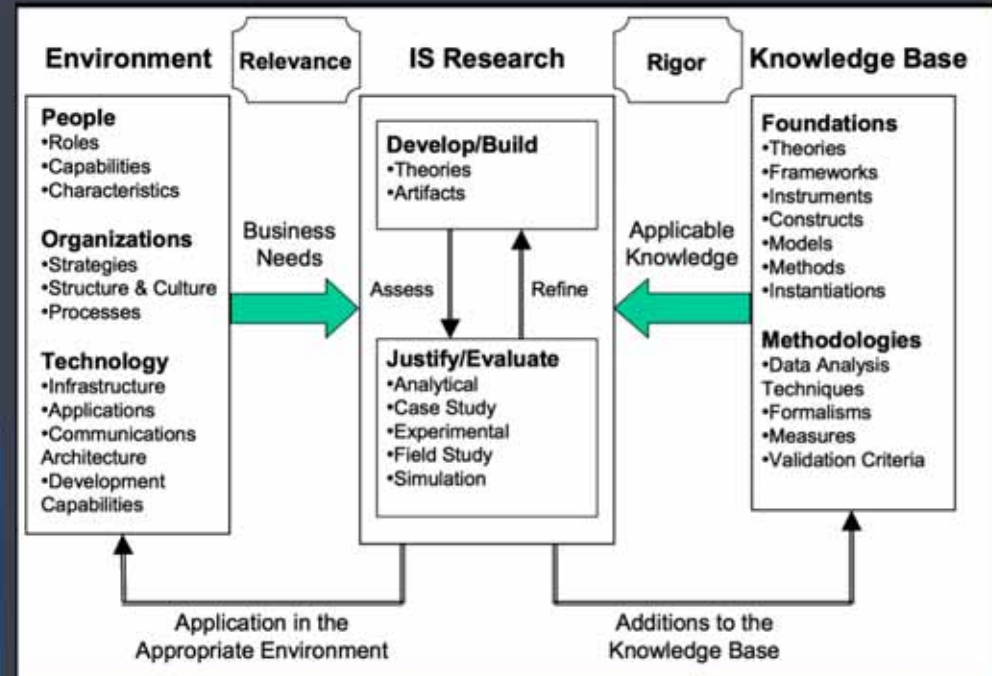 Environment
Relevance
IS Research
Rigor
Knowledge Base
People
•Roles
•Capabilities
•Characteristics
Organizations
•Strategies
•Structure & Culture
•Processes
Technology
•Infrastructure
•Applications
•Communications
Architecture
•Development
Capabilities
Business
Needs
Develop/Build
•Theories
•Artifacts
Assess
Refine
Justify/Evaluate
•Analytical
•Case Study
•Experimental
•Field Study
•Simulation
Applicable
Knowledge
Foundations
•Theories
•Frameworks
•Instruments
•Constructs
•Models
•Methods
•Instantiations
Methodologies
•Data Analysis
Techniques
•Formalisms
•Measures
•Validation Criteria
Application in the
Appropriate Environment
Additions to the
Knowledge Base